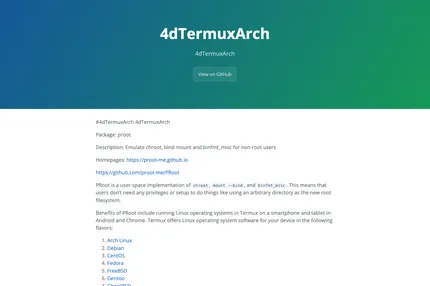 4dTermuxArch
4dTermuxArch
View on GitHub
#4dTermuxArch 4dTermuxArch
Package: proot
Description: Emulate chroot, bind mount and binfmt_misc for non-root users
Homepages: https://proot-me.github.io
https://github.com/proot-me/PRoot
PRoot is a user-space implementation of chroot, mount --bind, and binfmt_misc. This means that
users don't need any privileges or setup to do things like using an arbitrary directory as the new root
filesystem.
Benefits of PRoot include running Linux operating systems in Termux on a smartphone and tablet in
Android and Chrome. Termux offers Linux operating system software for your device in the following
flavors:
1. Arch Linux
2. Debian
3. CentOS
4. Fedora
5. FreeBSD
6. Gentoo